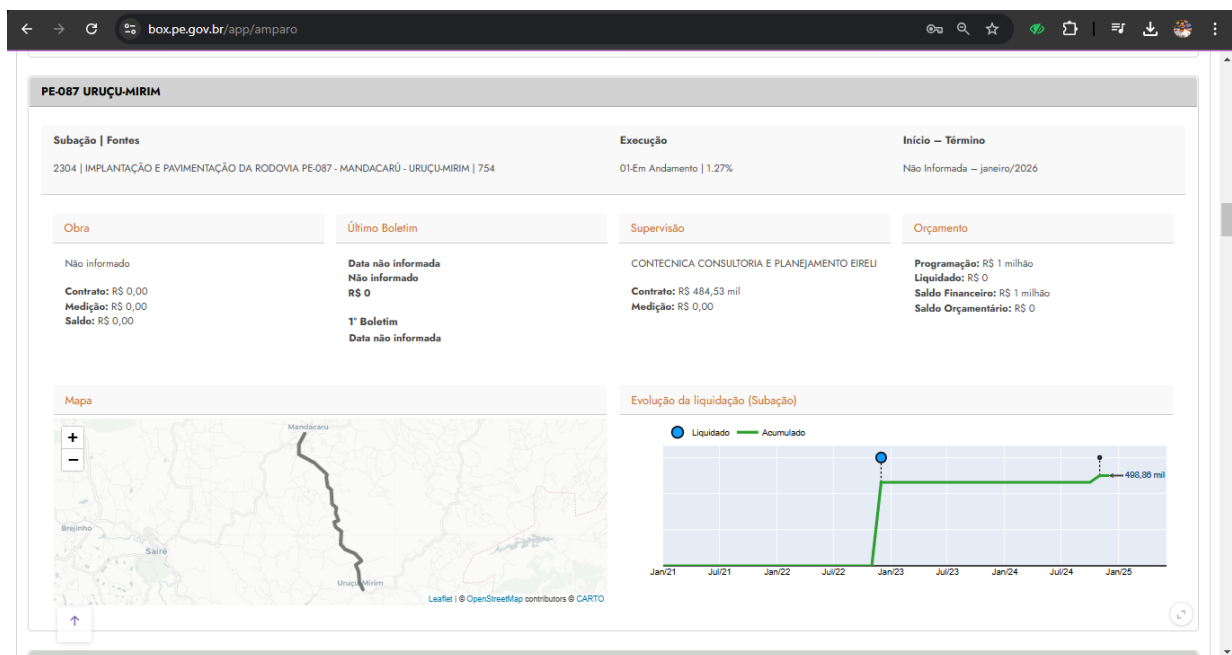 box.pe.gov.br/app/amparo
PE-087 URUÇU-MIRIM
Subação | Fontes
2304 | IMPLANTAÇÃO E PAVIMENTAÇÃO DA RODOVIA PE-087 - MANDACARÚ - URUÇU-MIRIM | 754
Execução
01-Em Andamento | 1.27%
Início – Término
Não Informada – janeiro/2026
Obra
Não informado
Contrato: R$ 0,00
Medição: R$ 0,00
Saldo: R$ 0,00
Último Boletim
Data não informada
Não informado
R$ 0
1° Boletim
Data não informada
Supervisão
CONTECNICA CONSULTORIA E PLANEJAMENTO EIRELI
Contrato: R$ 484,53 mil
Medição: R$ 0,00
Orçamento
Programação: R$ 1 milhão
Liquidado: R$ 0
Saldo Financeiro: R$ 1 milhão
Saldo Orçamentário: R$ 0
Mapa
+
−
Mandacaru
Brejinho
Sairé
Uruçu-Mirim
Leaflet | © OpenStreetMap contributors © CARTO
Evolução da liquidação (Subação)
Liquidado Acumulado
498,86 mil
Jan/21 Jul/21 Jan/22 Jul/22 Jan/23 Jul/23 Jan/24 Jul/24 Jan/25